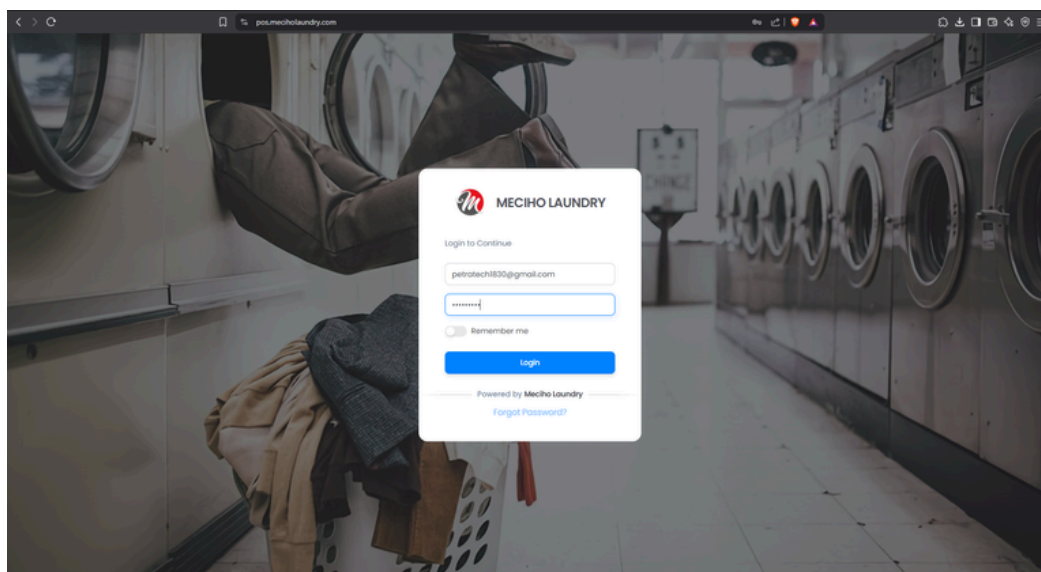 pos.meciholaundry.com
CHANGE
M MECIHO LAUNDRY
Login to Continue
petratech1830@gmail.com
•••••••••
Remember me
Login
Powered by Meciho Laundry
Forgot Password?